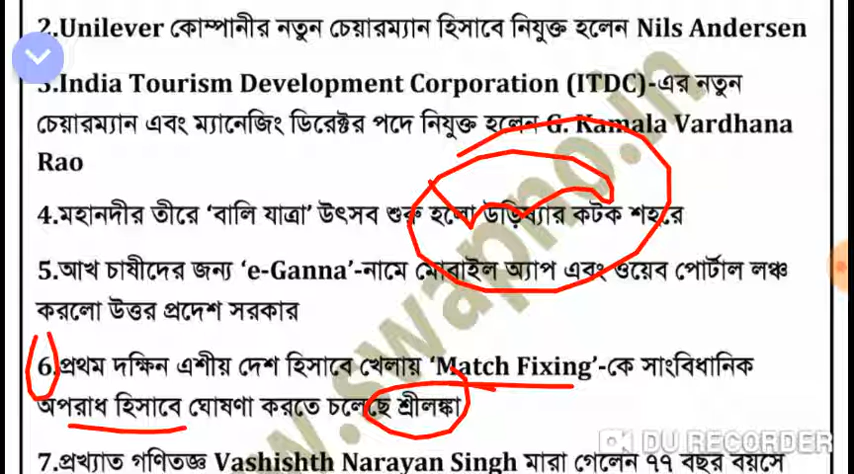 2.Unilever কোম্পানীর নতুন চেয়ারম্যান হিসাবে নিযুক্ত হলেন Nils Andersen
3.India Tourism Development Corporation (ITDC)-এর নতুন
চেয়ারম্যান এবং ম্যানেজিং ডিরেক্টর পদে নিযুক্ত হলেন G. Kamala Vardhana
Rao
4.মহানদীর তীরে ‘বালি যাত্রা’ উৎসব শুরু হলো উড়িষ্যার কটক শহরে
5.আখ চাষীদের জন্য ‘e-Ganna’-নামে মোবাইল অ্যাপ এবং ওয়েব পোর্টাল লঞ্চ
করলো উত্তর প্রদেশ সরকার
6.প্রথম দক্ষিন এশীয় দেশ হিসাবে খেলায় ‘Match Fixing’-কে সাংবিধানিক
অপরাধ হিসাবে ঘোষণা করতে চলেছে শ্রীলঙ্কা
7.প্রখ্যাত গণিতজ্ঞ Vashishth Narayan Singh মারা গেলেন ৭৭ বছর বয়সে
swapno.in
DU RECORDER